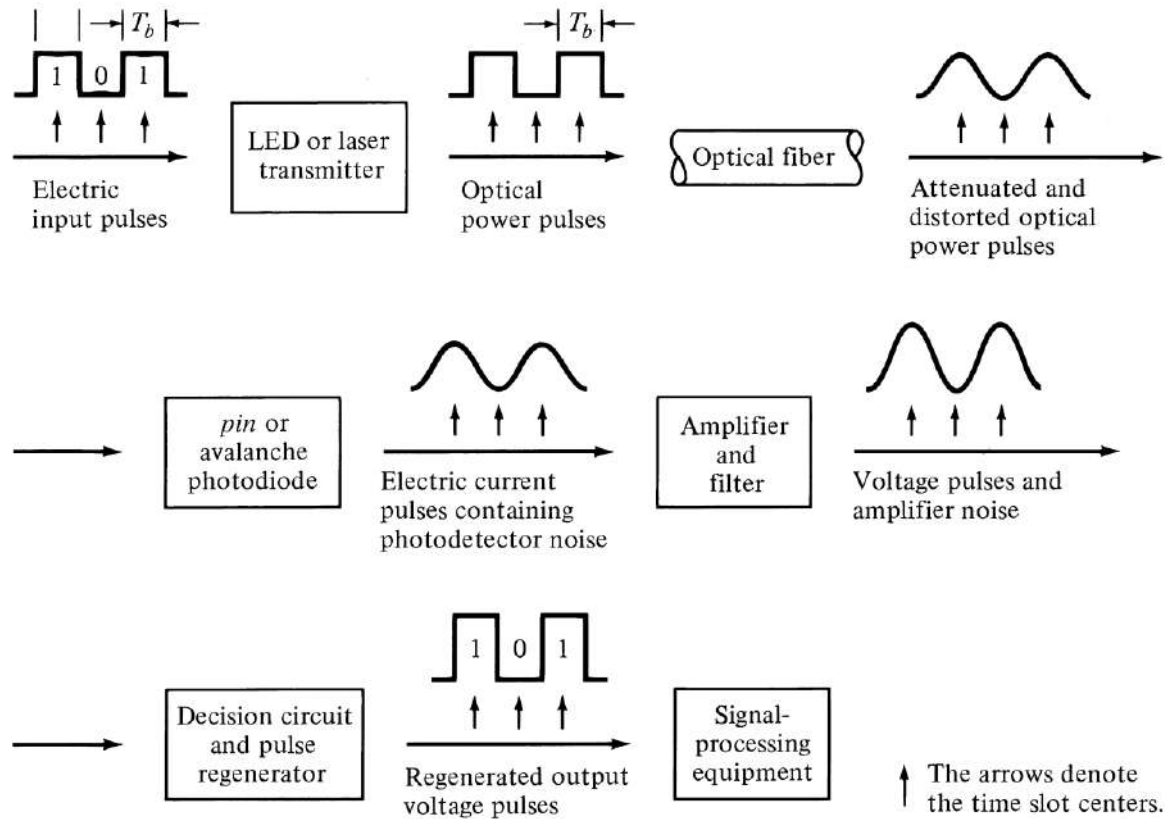 T_b
1 0 1
Electric
input pulses
LED or laser
transmitter
T_b
Optical
power pulses
Optical fiber
Attenuated and
distorted optical
power pulses
pin or
avalanche
photodiode
Electric current
pulses containing
photodetector noise
Amplifier
and
filter
Voltage pulses and
amplifier noise
Decision circuit
and pulse
regenerator
1 0 1
Regenerated output
voltage pulses
Signal-
processing
equipment
The arrows denote
the time slot centers.